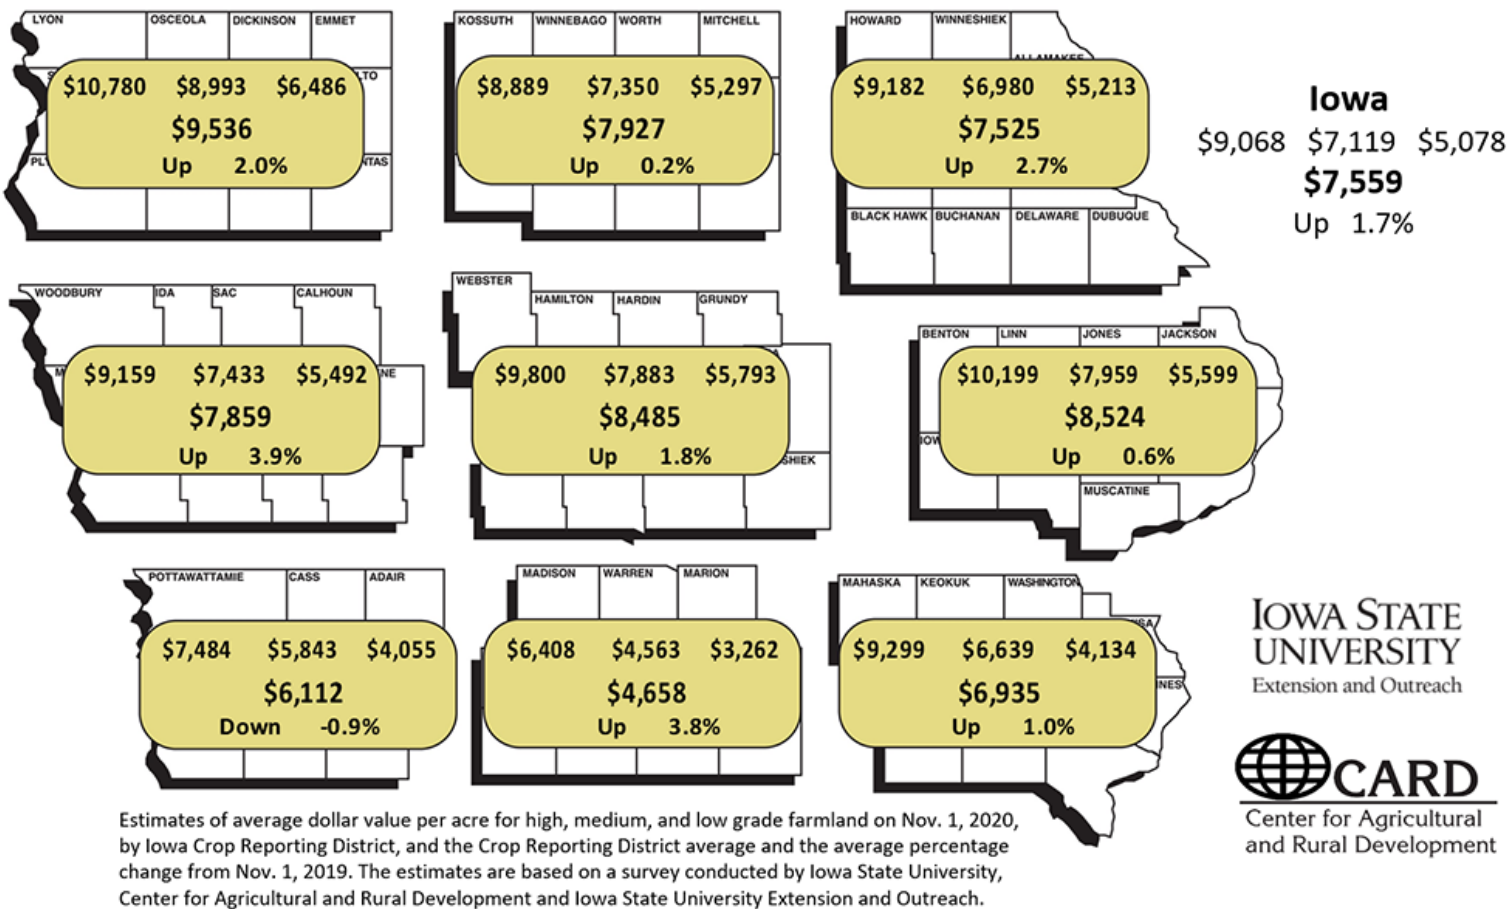 LYON OSCEOLA DICKINSON EMMET
$10,780 $8,993 $6,486
$9,536
Up 2.0%
KOSSUTH WINNEBAGO WORTH MITCHELL
$8,889 $7,350 $5,297
$7,927
Up 0.2%
HOWARD WINNESHIEK
ALLAMAKEE
$9,182 $6,980 $5,213
$7,525
Up 2.7%
BLACK HAWK BUCHANAN DELAWARE DUBUQUE
Iowa
$9,068 $7,119 $5,078
$7,559
Up 1.7%
WOODBURY IDA SAC CALHOUN
$9,159 $7,433 $5,492
$7,859
Up 3.9%
WEBSTER
HAMILTON HARDIN GRUNDY
$9,800 $7,883 $5,793
$8,485
Up 1.8%
SHIEK
BENTON LINN JONES JACKSON
$10,199 $7,959 $5,599
$8,524
Up 0.6%
MUSCATINE
POTTAWATTAMIE CASS ADAIR
$7,484 $5,843 $4,055
$6,112
Down -0.9%
MADISON WARREN MARION
$6,408 $4,563 $3,262
$4,658
Up 3.8%
MAHASKA KEOKUK WASHINGTON
$9,299 $6,639 $4,134
$6,935
Up 1.0%
IOWA STATE
UNIVERSITY
Extension and Outreach
CARD
Center for Agricultural
and Rural Development
Estimates of average dollar value per acre for high, medium, and low grade farmland on Nov. 1, 2020,
by Iowa Crop Reporting District, and the Crop Reporting District average and the average percentage
change from Nov. 1, 2019. The estimates are based on a survey conducted by Iowa State University,
Center for Agricultural and Rural Development and Iowa State University Extension and Outreach.